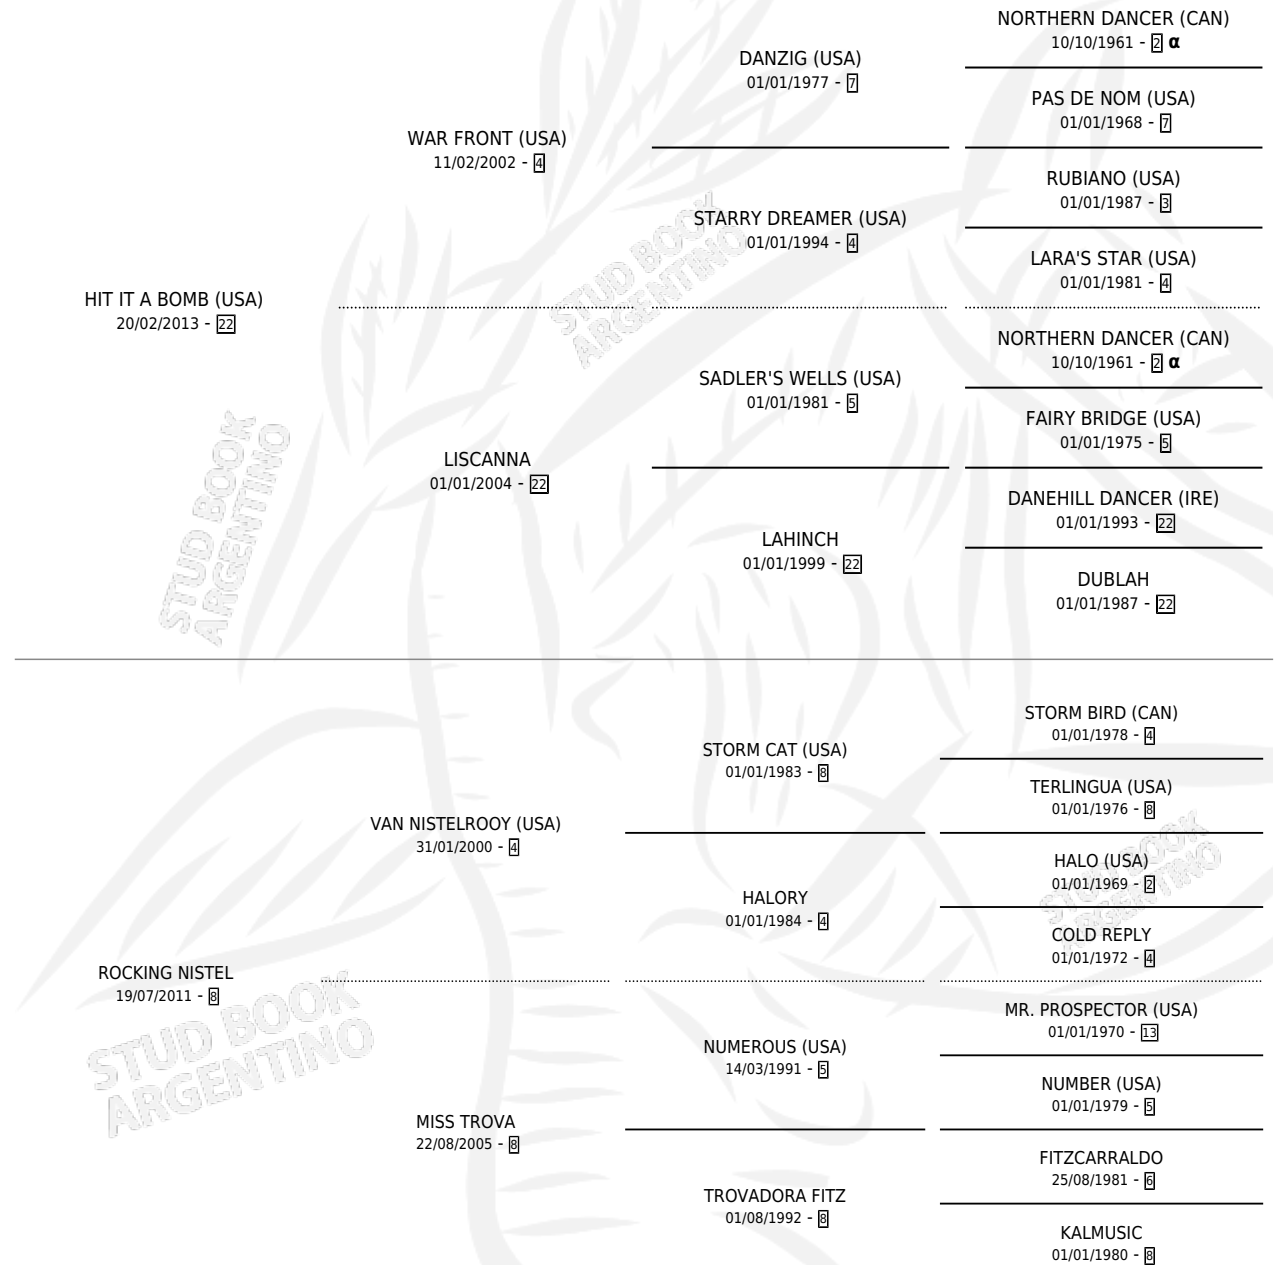 NORTHERN DANCER (CAN)
10/10/1961 - 2 α
DANZIG (USA)
01/01/1977 - 7
PAS DE NOM (USA)
01/01/1968 - 7
WAR FRONT (USA)
11/02/2002 - 4
RUBIANO (USA)
01/01/1987 - 3
STARRY DREAMER (USA)
01/01/1994 - 4
LARA'S STAR (USA)
01/01/1981 - 4
HIT IT A BOMB (USA)
20/02/2013 - 22
NORTHERN DANCER (CAN)
10/10/1961 - 2 α
SADLER'S WELLS (USA)
01/01/1981 - 5
FAIRY BRIDGE (USA)
01/01/1975 - 5
LISCANNA
01/01/2004 - 22
DANEHILL DANCER (IRE)
01/01/1993 - 22
LAHINCH
01/01/1999 - 22
DUBLAH
01/01/1987 - 22
STORM BIRD (CAN)
01/01/1978 - 4
STORM CAT (USA)
01/01/1983 - 8
TERLINGUA (USA)
01/01/1976 - 8
VAN NISTELROOY (USA)
31/01/2000 - 4
HALO (USA)
01/01/1969 - 2
HALORY
01/01/1984 - 4
COLD REPLY
01/01/1972 - 4
ROCKING NISTEL
19/07/2011 - 8
MR. PROSPECTOR (USA)
01/01/1970 - 13
NUMEROUS (USA)
14/03/1991 - 5
NUMBER (USA)
01/01/1979 - 5
MISS TROVA
22/08/2005 - 8
FITZCARRALDO
25/08/1981 - 6
TROVADORA FITZ
01/08/1992 - 8
KALMUSIC
01/01/1980 - 8
STUD BOOK
ARGENTINO
STUD BOOK
ARGENTINO
STUD BOOK
ARGENTINO
STUD BOOK
ARGENTINO